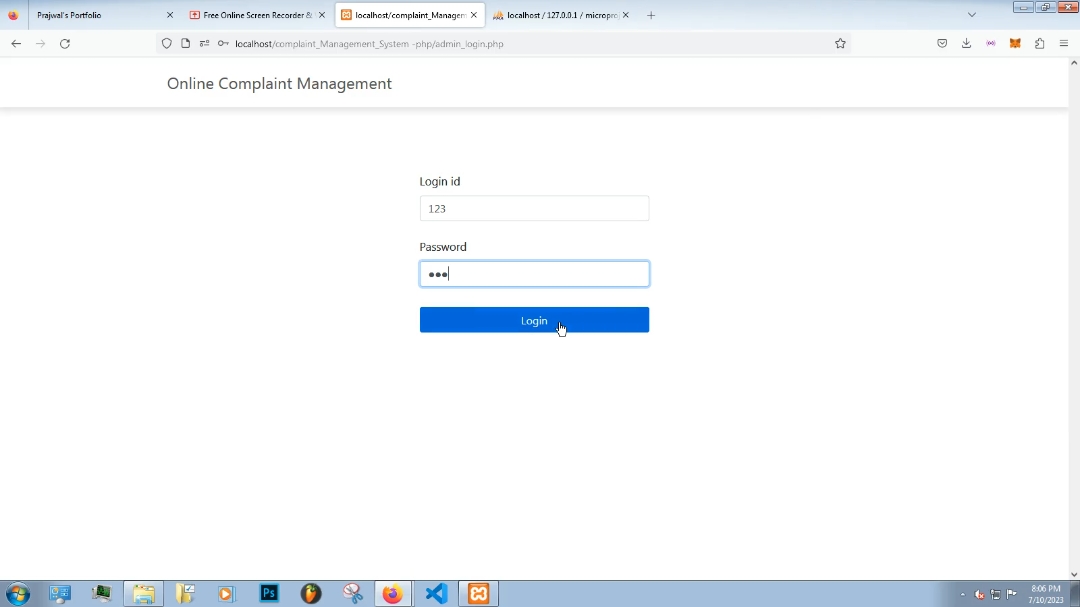 Prajwal's Portfolio
Free Online Screen Recorder &
localhost/complaint_Managem
localhost / 127.0.0.1 / micropro
localhost/complaint_Management_System -php/admin_login.php
Online Complaint Management
Login id
123
Password
Login
Ps
8:06 PM
7/10/2023